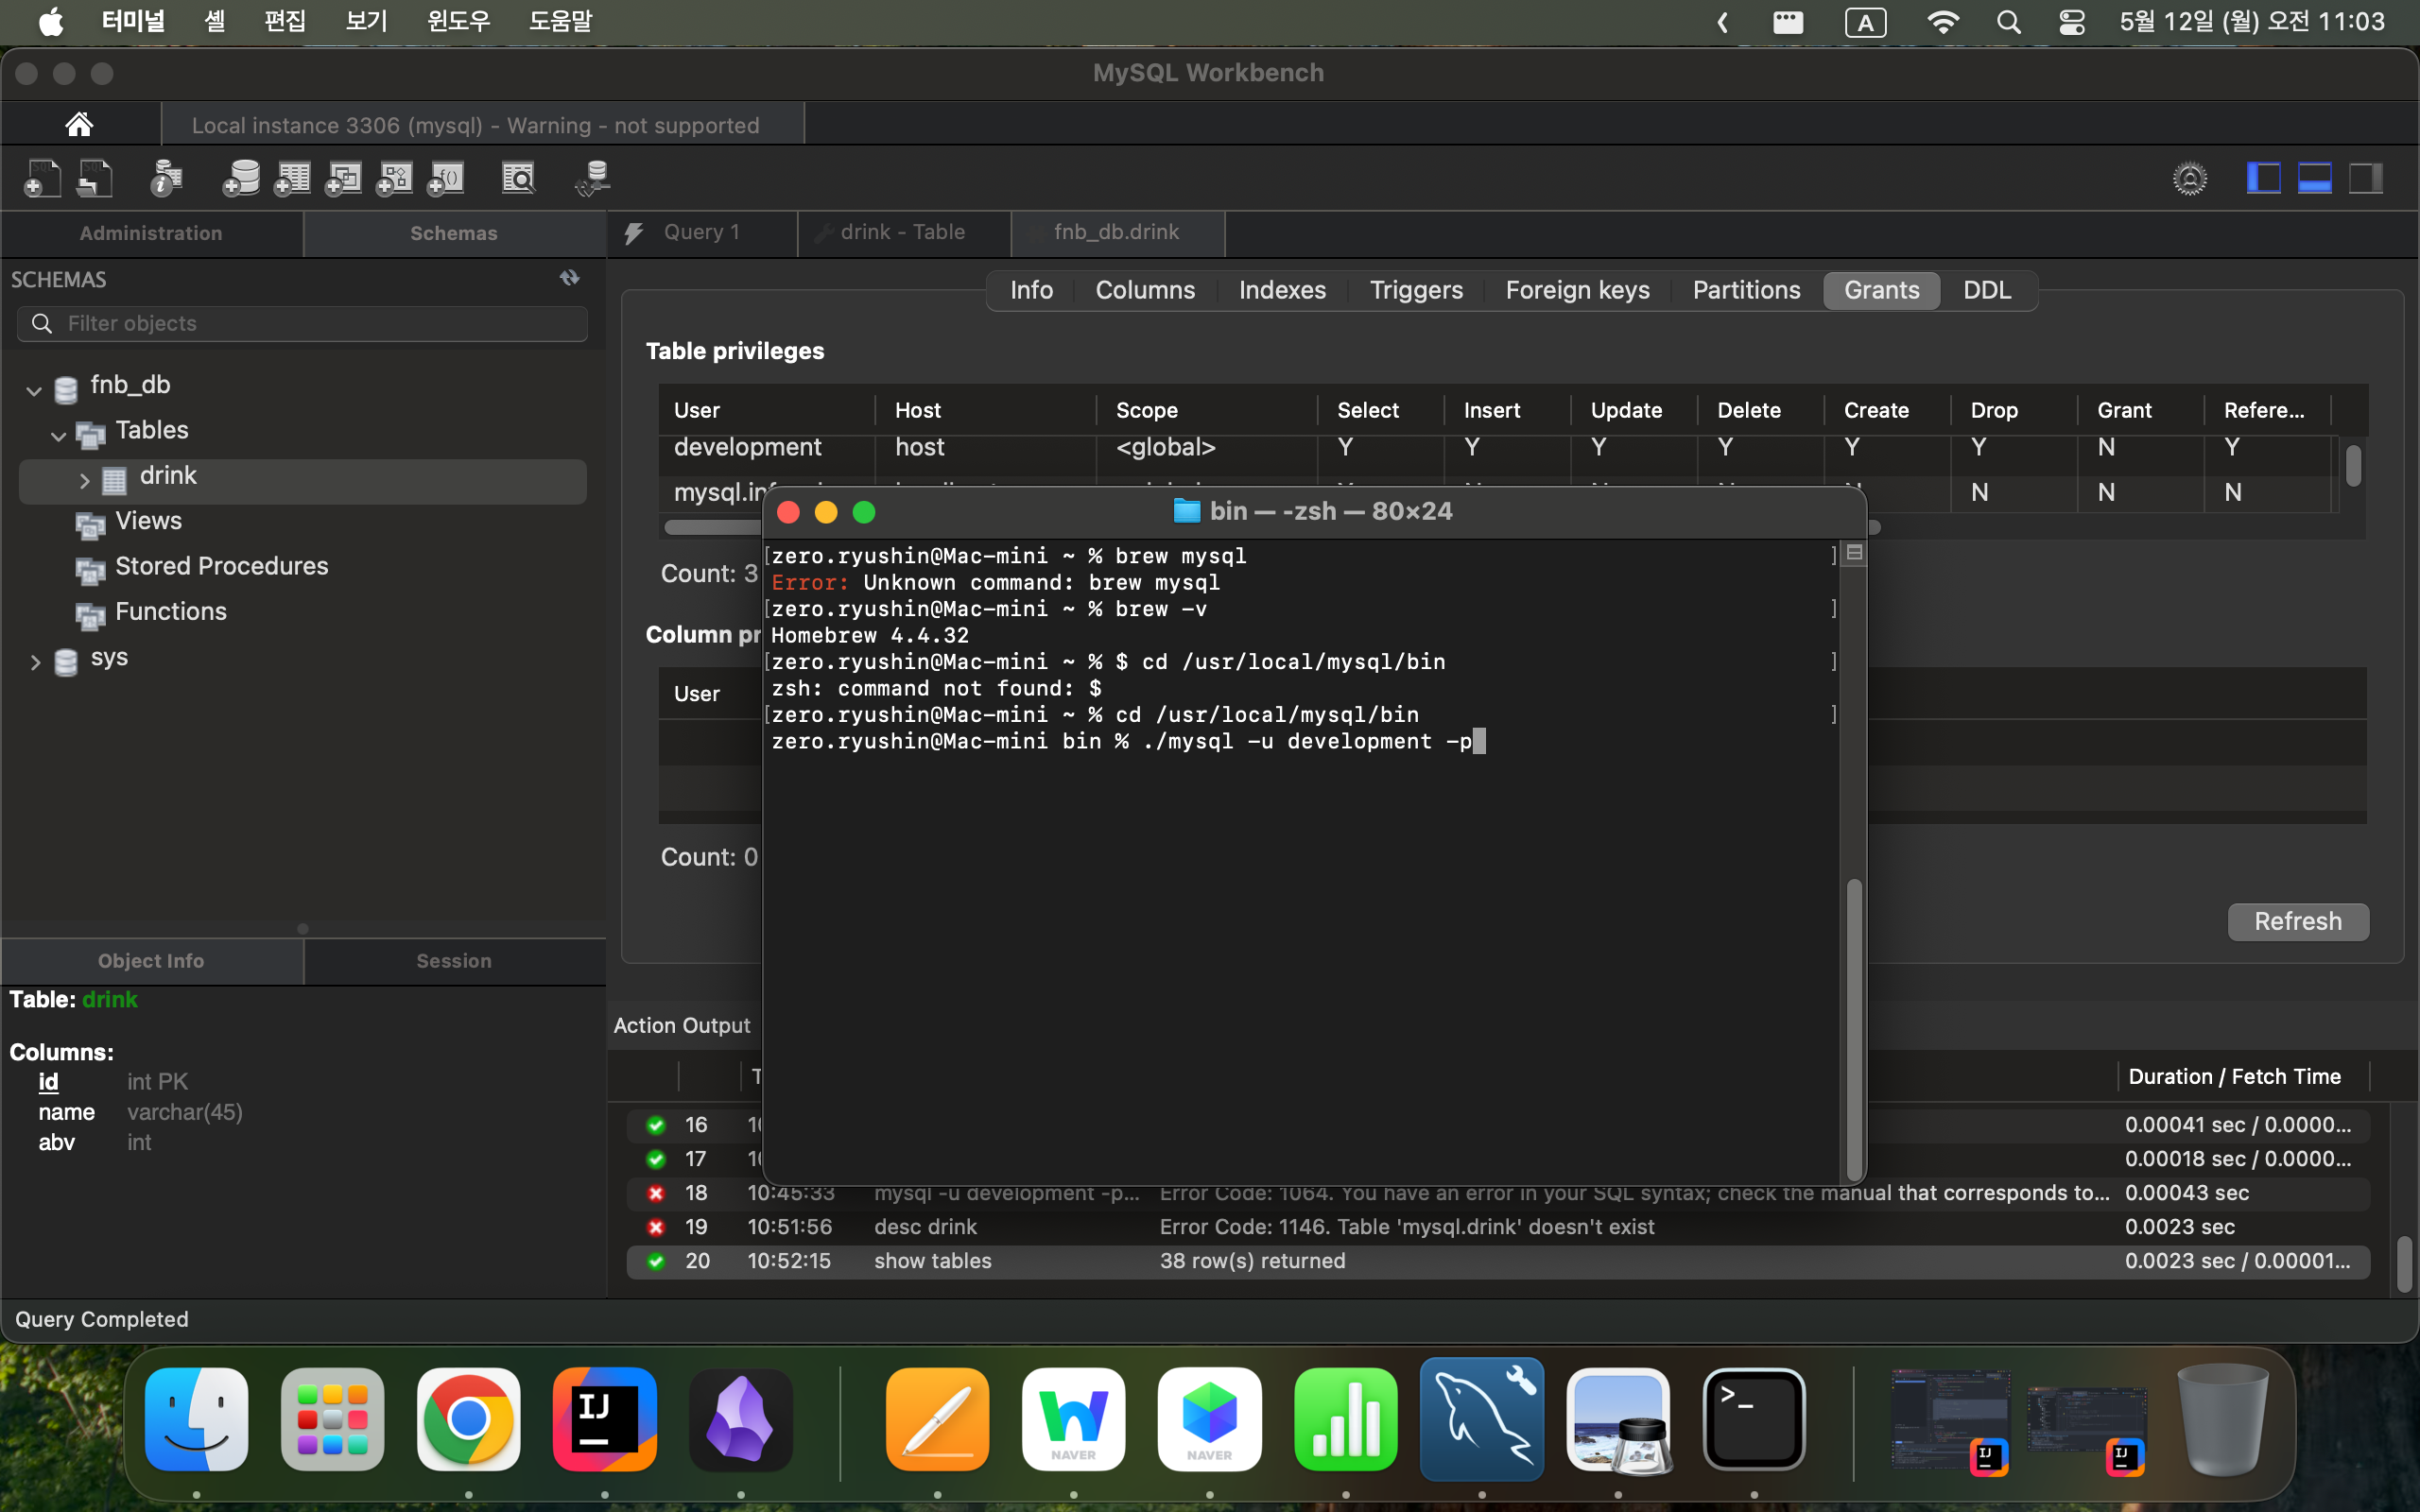 터미널 셸 편집 보기 윈도우 도움말 A 5월 12일 (월) 오전 11:03
MySQL Workbench
Local instance 3306 (mysql) - Warning - not supported
Administration Schemas
Query 1 drink - Table fnb_db.drink
SCHEMAS
Filter objects
fnb_db
Tables
drink
Views
Stored Procedures
Functions
sys
Info Columns Indexes Triggers Foreign keys Partitions Grants DDL
Table privileges
User Host Scope Select Insert Update Delete Create Drop Grant Refere...
development host <global> Y Y Y Y Y Y N Y
N N N
Count: 3
Column pr
User
Count: 0
Refresh
bin — -zsh — 80×24
[zero.ryushin@Mac-mini ~ % brew mysql ]
Error: Unknown command: brew mysql
[zero.ryushin@Mac-mini ~ % brew -v ]
Homebrew 4.4.32
[zero.ryushin@Mac-mini ~ % $ cd /usr/local/mysql/bin ]
zsh: command not found: $
[zero.ryushin@Mac-mini ~ % cd /usr/local/mysql/bin ]
zero.ryushin@Mac-mini bin % ./mysql -u development -p
Object Info Session
Table: drink
Columns:
id int PK
name varchar(45)
abv int
Action Output
Duration / Fetch Time
16 0.00041 sec / 0.0000...
17 0.00018 sec / 0.0000...
18 10:45:33 mysql -u development -p... Error Code: 1064. You have an error in your SQL syntax; check the manual that corresponds to... 0.00043 sec
19 10:51:56 desc drink Error Code: 1146. Table 'mysql.drink' doesn't exist 0.0023 sec
20 10:52:15 show tables 38 row(s) returned 0.0023 sec / 0.00001...
Query Completed
IJ
NAVER
NAVER
>_
IJ
IJ